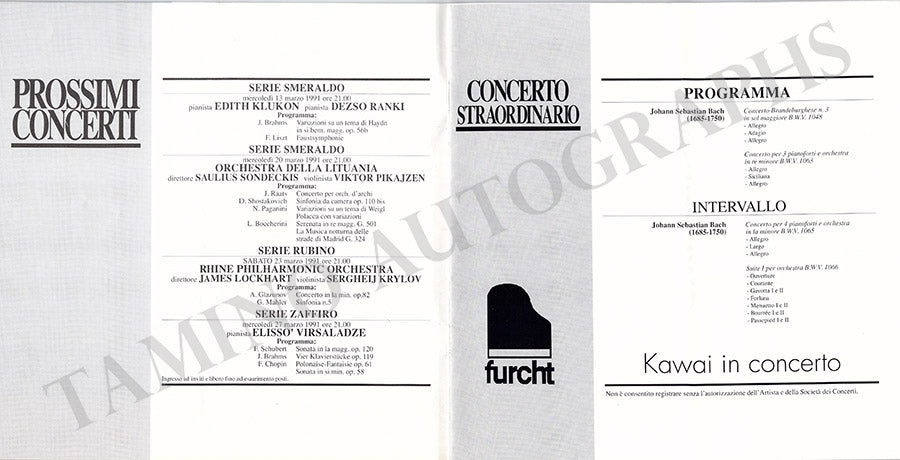 PROSSIMI
CONCERTI
SERIE SMERALDO
mercoledì 13 marzo 1991 ore 21.00
pianista EDITH KLUKON pianista DEZSO RANKI
Programma:
J. Brahms Variazioni su un tema di Haydn
in si bem. magg. op. 56b
F. Liszt Faustsymphonie
SERIE SMERALDO
mercoledì 20 marzo 1991 ore 21.00
ORCHESTRA DELLA LITUANIA
direttore SAULIUS SONDECKIS violinista VIKTOR PIKAJZEN
Programma:
J. Raats Concerto per orch. d'archi
D. Shostakovich Sinfonia da camera op. 110 bis
N. Paganini Variazioni su un tema di Weigl
Polacca con variazioni
L. Boccherini Serenata in re magg. G. 501
La Musica notturna delle
strade di Madrid G. 324
SERIE RUBINO
SABATO 23 marzo 1991 ore 21.00
RHINE PHILHARMONIC ORCHESTRA
direttore JAMES LOCKHART violinista SERGHEIJ KRYLOV
Programma:
A. Glazunov Concerto in la min. op.82
G. Mahler Sinfonia n.5
SERIE ZAFFIRO
mercoledì 27 marzo 1991 ore 21.00
pianista ELISSO' VIRSALADZE
Programma:
F. Schubert Sonata in la magg. op. 120
J. Brahms Vier Klavierstücke op. 119
F. Chopin Polonaise-Fantaisie op. 61
Sonata in si min. op. 58
Ingresso ad inviti e libero fino ad esaurimento posti.
CONCERTO
STRAORDINARIO
furcht
PROGRAMMA
Johann Sebastian Bach Concerto Brandeburghese n. 3
(1685-1750) in sol maggiore B.W.V. 1048
- Allegro
- Adagio
- Allegro
Concerto per 3 pianoforti e orchestra
in re minore B.W.V. 1063
- Allegro
- Siciliana
- Allegro
INTERVALLO
Johann Sebastian Bach Concerto per 4 pianoforti e orchestra
(1685-1750) in la minore B.W.V. 1065
- Allegro
- Largo
- Allegro
Suite I per orchestra B.W.V. 1066
- Ouverture
- Courante
- Gavotta I e II
- Forlana
- Menuetto I e II
- Bourrée I e II
- Passepied I e II
Kawai in concerto
Non è consentito registrare senza l'autorizzazione dell'Artista e della Società dei Concerti.
TAMINO AUTOGRAPHS